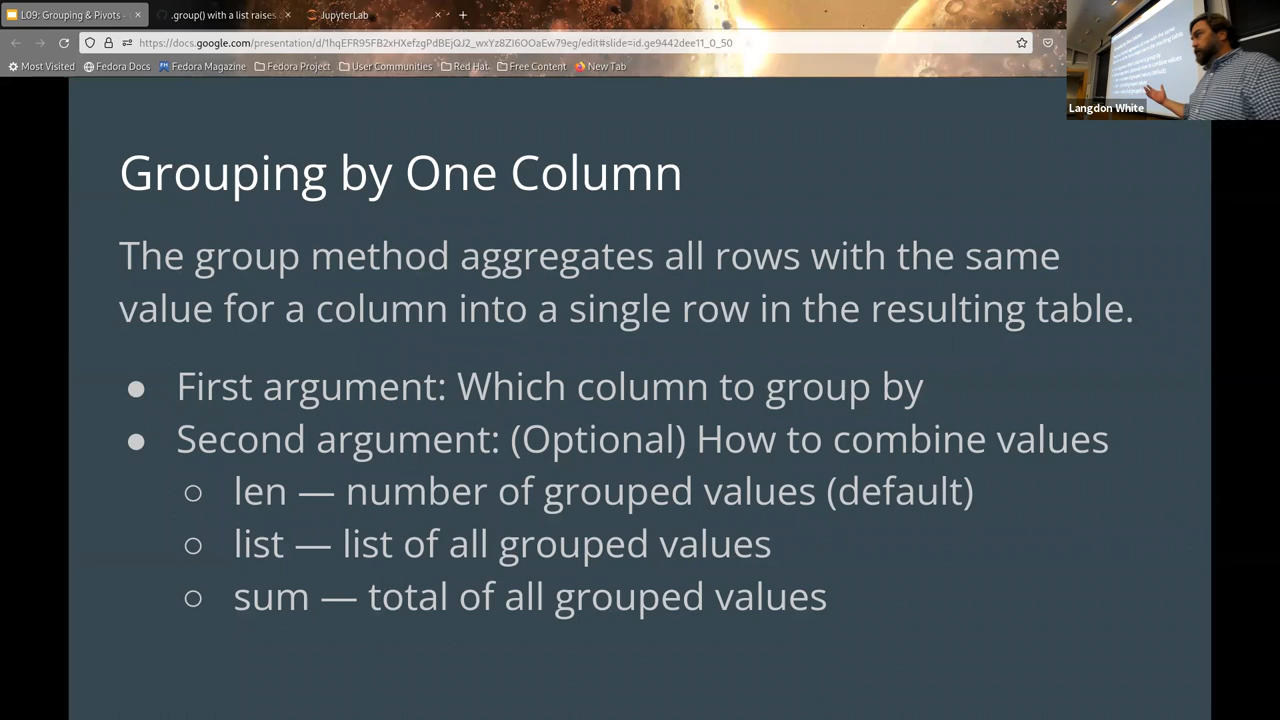 L09: Grouping & Pivots -
.group() with a list raises
JupyterLab
https://docs.google.com/presentation/d/1hqEFR95FB2xHXefzgPdBEjQJ2_wxYz8ZI6OOaEw79eg/edit#slide=id.ge9442dee11_0_50
Most Visited Fedora Docs Fedora Magazine Fedora Project User Communities Red Hat Free Content New Tab
Langdon White
Grouping by One Column
The group method aggregates all rows with the same
value for a column into a single row in the resulting table.
● First argument: Which column to group by
● Second argument: (Optional) How to combine values
○ len — number of grouped values (default)
○ list — list of all grouped values
○ sum — total of all grouped values